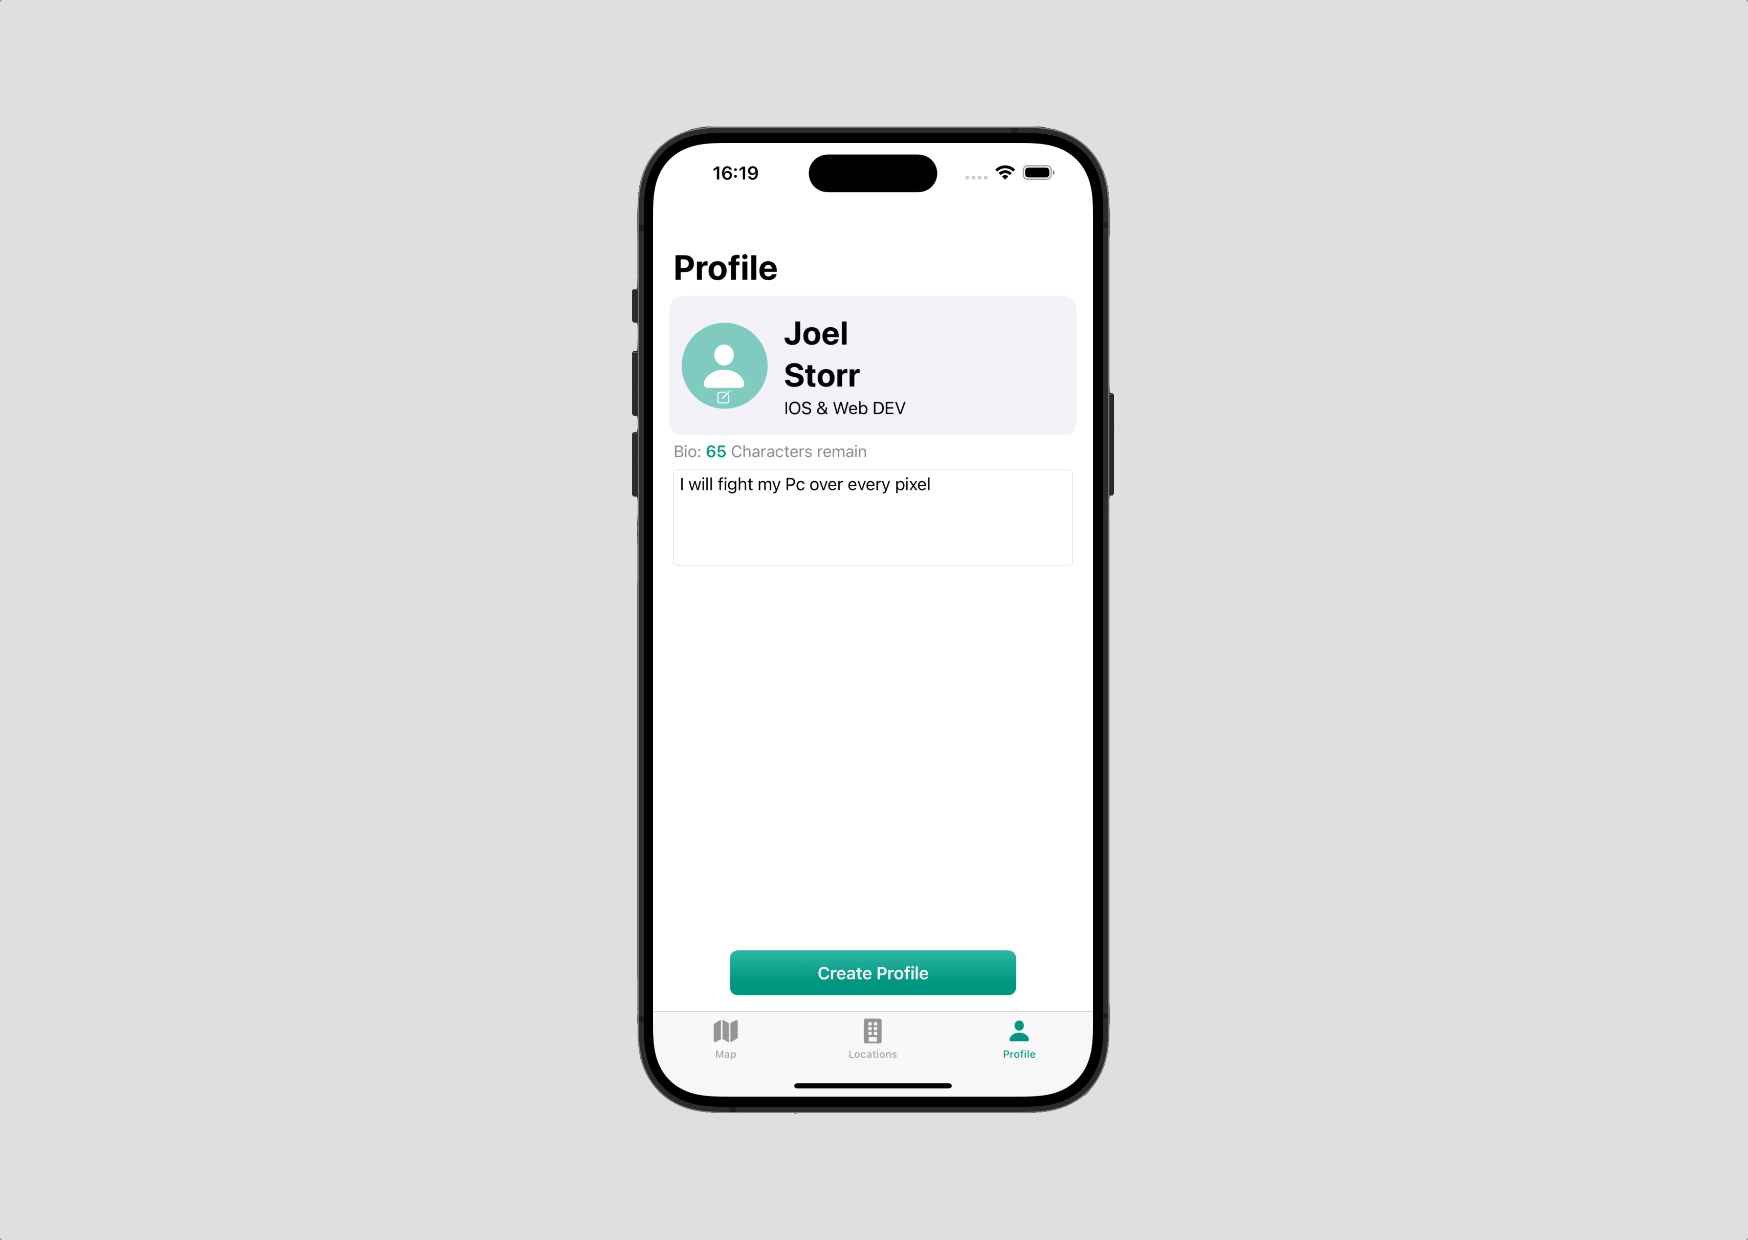 16:19
Profile
Joel
Storr
IOS & Web DEV
Bio: 65 Characters remain
I will fight my Pc over every pixel
Create Profile
Map
Locations
Profile